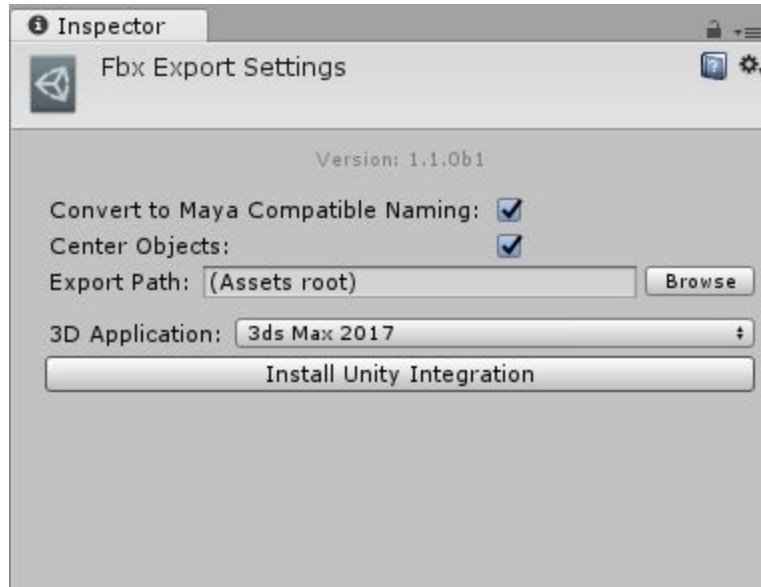 Inspector
Fbx Export Settings
Version: 1.1.0b1
Convert to Maya Compatible Naming:
Center Objects:
Export Path: (Assets root) Browse
3D Application: 3ds Max 2017
Install Unity Integration